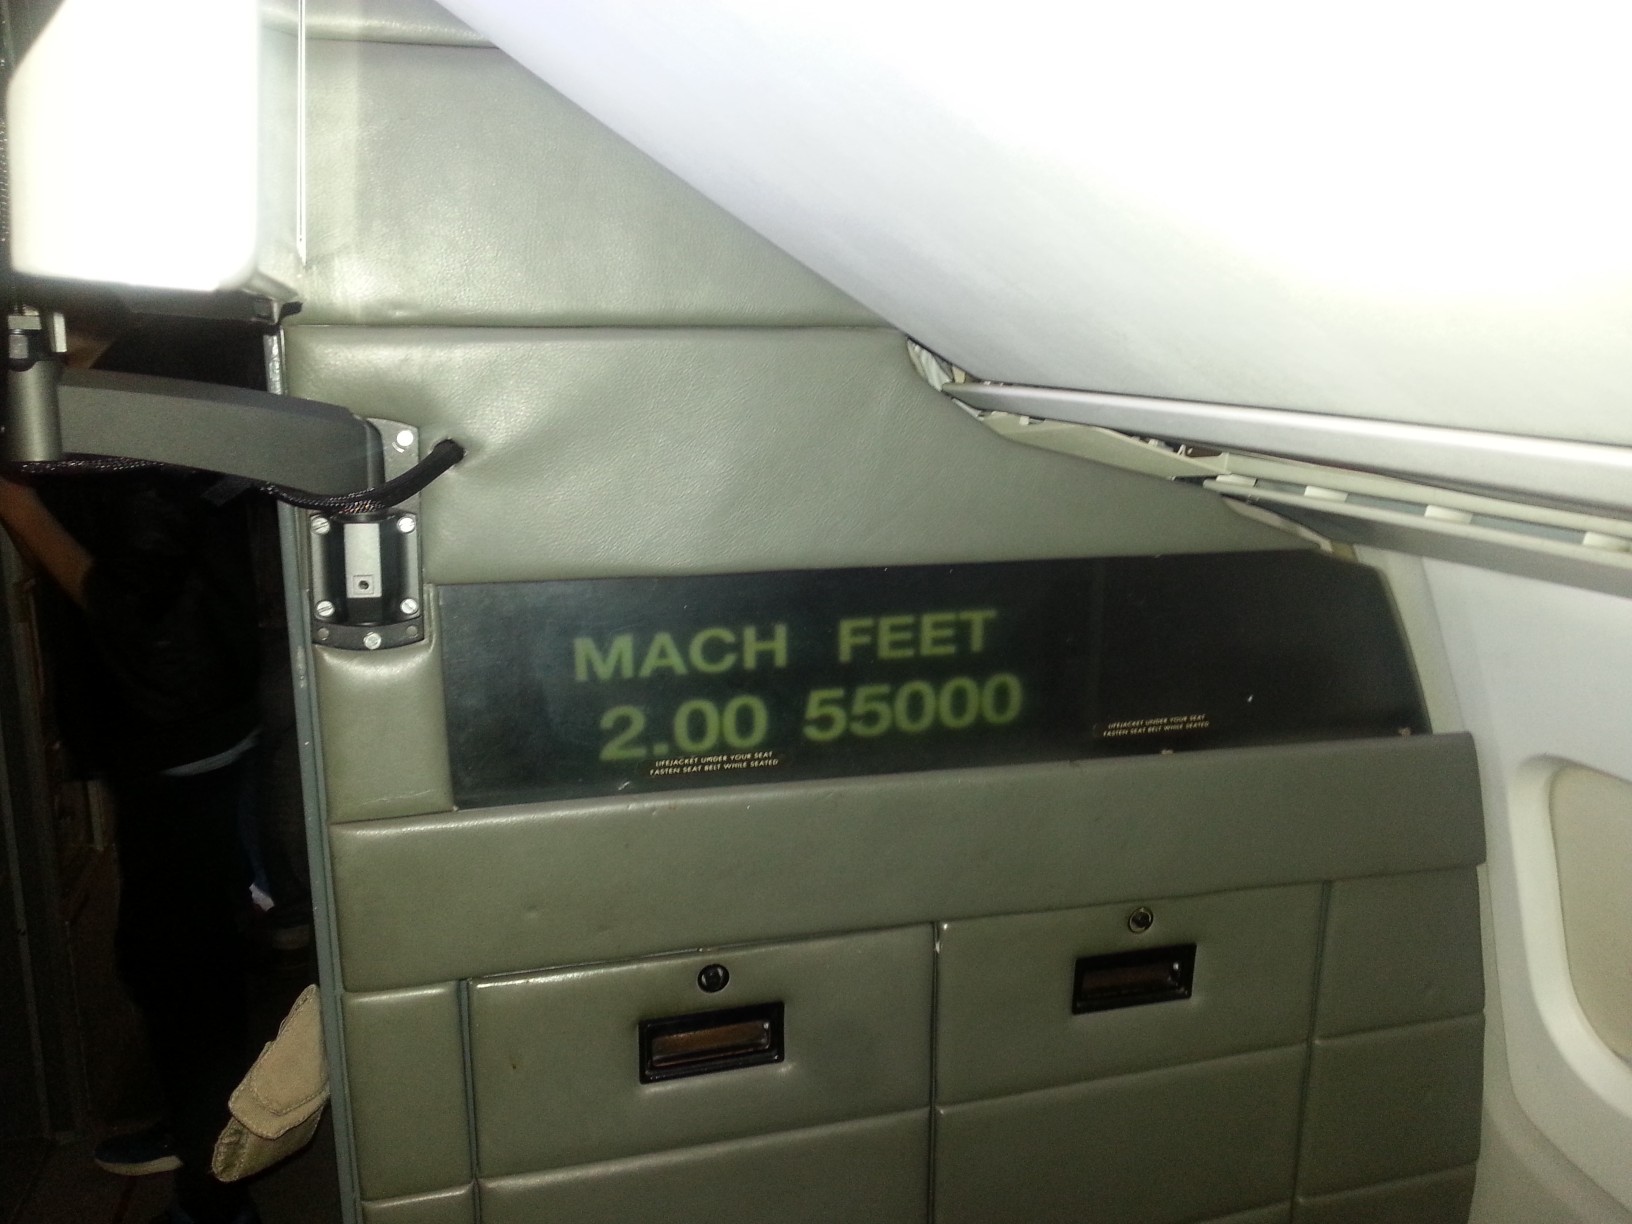 MACH FEET
2.00 55000
LIFEJACKET UNDER YOUR SEAT
FASTEN SEAT BELT WHILE SEATED
LIFEJACKET UNDER YOUR SEAT
FASTEN SEAT BELT WHILE SEATED